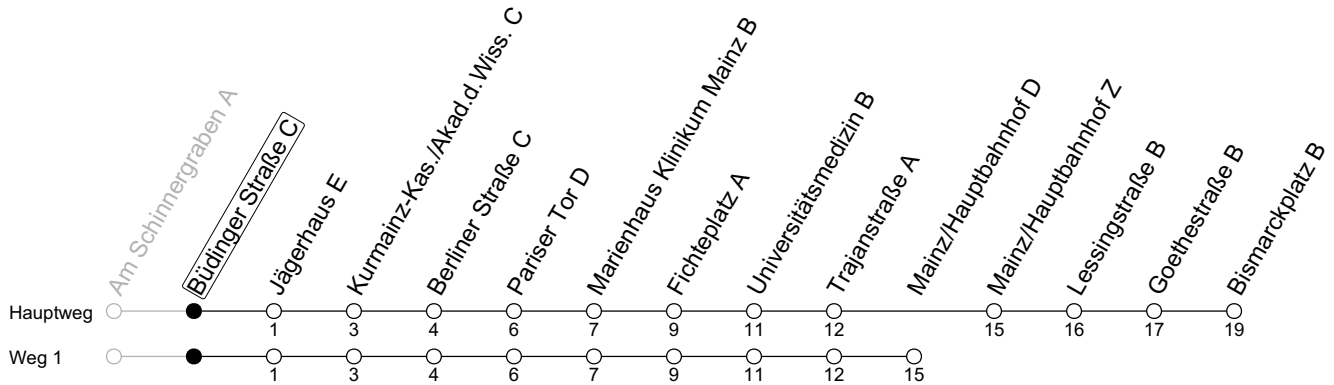 Am Schinnergraben A
Büdinger Straße C
Jägerhaus E
Kurmainz-Kas./Akad.d.Wiss. C
Berliner Straße C
Pariser Tor D
Marienhaus Klinikum Mainz B
Fichteplatz A
Universitätsmedizin B
Trajanstraße A
Mainz/Hauptbahnhof D
Mainz/Hauptbahnhof Z
Lessingstraße B
Goethestraße B
Bismarckplatz B
Hauptweg
1 3 4 6 7 9 11 12 15 16 17 19
Weg 1
1 3 4 6 7 9 11 12 15